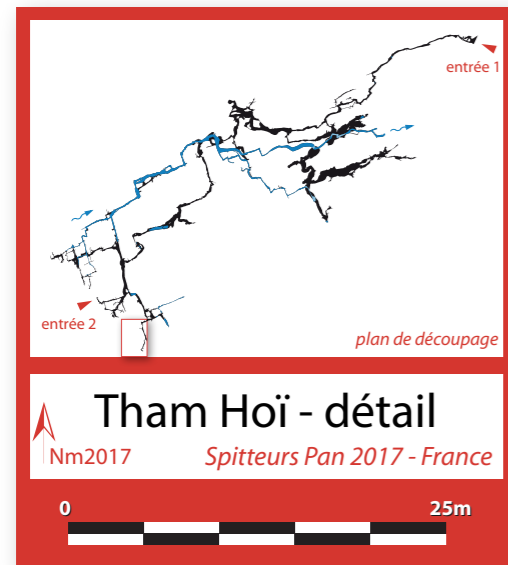 entrée 1
entrée 2
plan de découpage
Tham Hoï - détail
Nm2017
Spitteurs Pan 2017 - France
0 25m